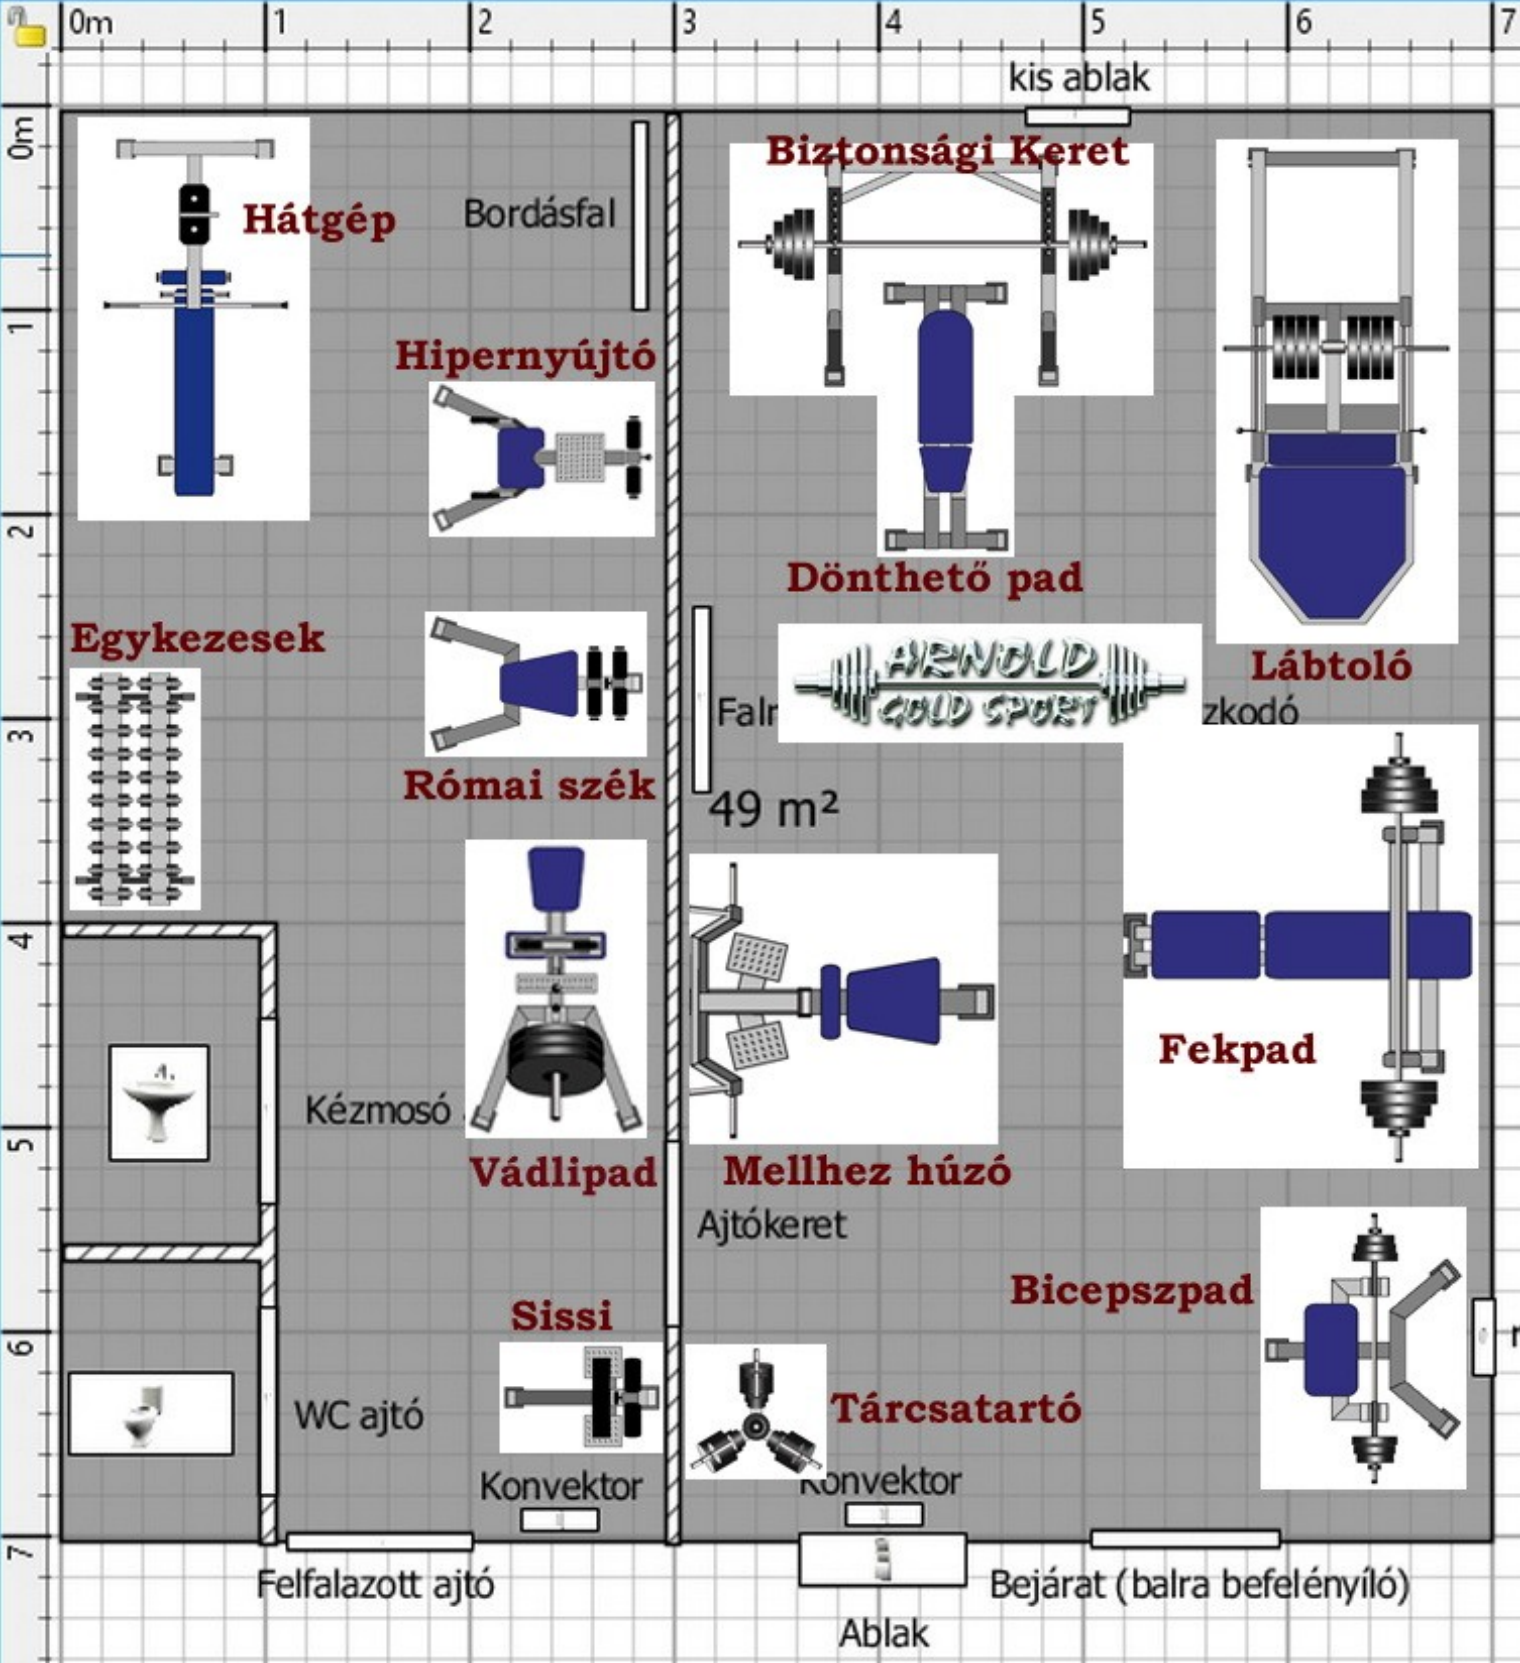 0m 1 2 3 4 5 6 7
kis ablak
0m
Biztonsági Keret
Hátgép
Bordásfal
1
Hipernyújtó
2
Dönthető pad
Egykezesek
Lábtoló
ARNOLD
GOLD SPORT
3
Római szék
49 m²
4
Fekpad
Kézmosó
5
Vádlipad
Mellhez húzó
Ajtókeret
Bicepszpad
Sissi
6
WC ajtó
Tárcsatartó
Konvektor
Konvektor
7
Felfalazott ajtó
Bejárat (balra befelényíló)
Ablak